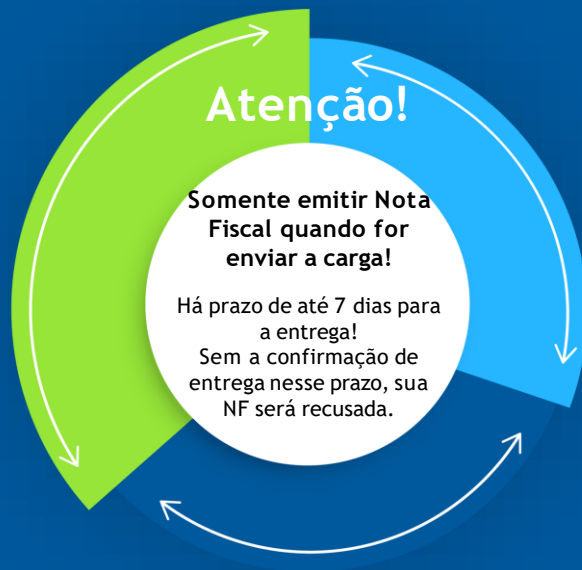 Atenção!
Somente emitir Nota
Fiscal quando for
enviar a carga!
Há prazo de até 7 dias para
a entrega!
Sem a confirmação de
entrega nesse prazo, sua
NF será recusada.